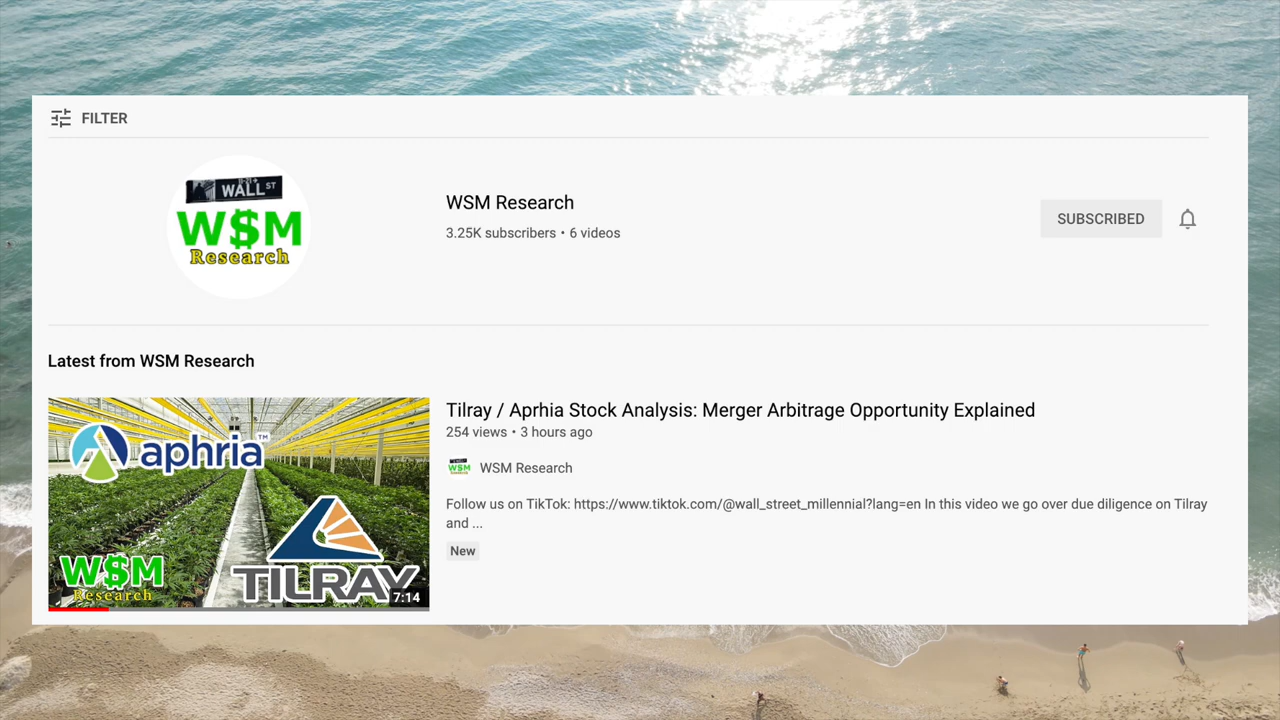 FILTER
WALL ST
W$M
Research
WSM Research
3.25K subscribers • 6 videos
SUBSCRIBED
Latest from WSM Research
aphria™
W$M
Research
TILRAY
7:14
Tilray / Aprhia Stock Analysis: Merger Arbitrage Opportunity Explained
254 views • 3 hours ago
W$M
WSM Research
Follow us on TikTok: https://www.tiktok.com/@wall_street_millennial?lang=en In this video we go over due diligence on Tilray
and ...
New